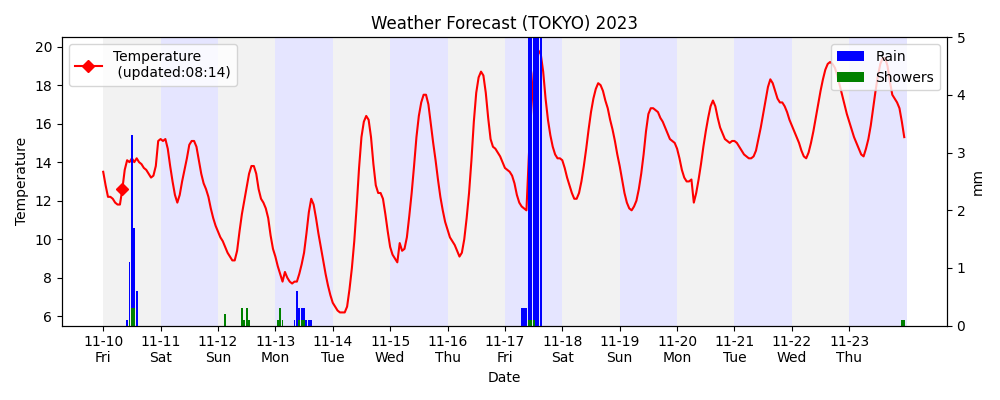 Weather Forecast (TOKYO) 2023
Temperature
(updated:08:14)
Rain
Showers
Temperature
20
18
16
14
12
10
8
6
5
4
3
2
1
0
mm
11-10 11-11 11-12 11-13 11-14 11-15 11-16 11-17 11-18 11-19 11-20 11-21 11-22 11-23
Fri Sat Sun Mon Tue Wed Thu Fri Sat Sun Mon Tue Wed Thu
Date